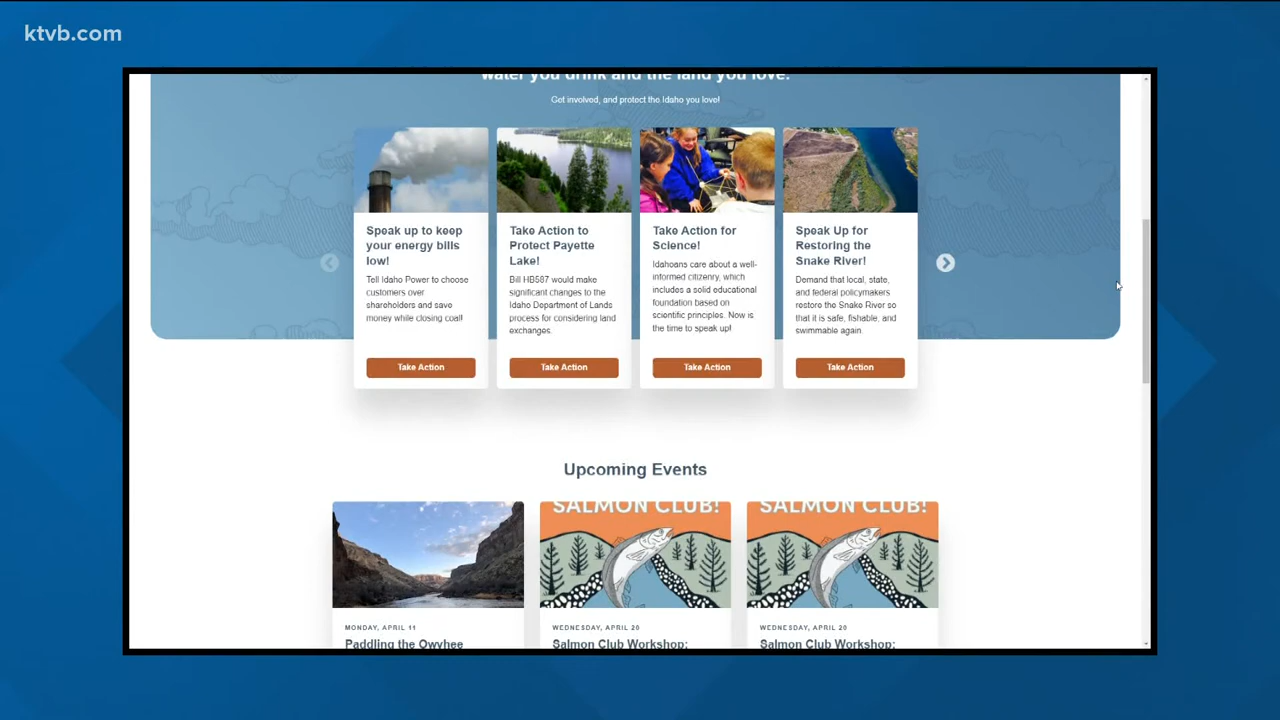 ktvb.com
water you drink and the land you love.
Get involved, and protect the Idaho you love!
Speak up to keep
your energy bills
low!
Tell Idaho Power to choose
customers over
shareholders and save
money while closing coal!
Take Action
Take Action to
Protect Payette
Lake!
Bill HB587 would make
significant changes to the
Idaho Department of Lands
process for considering land
exchanges.
Take Action
Take Action for
Science!
Idahoans care about a well-
informed citizenry, which
includes a solid educational
foundation based on
scientific principles. Now is
the time to speak up!
Take Action
Speak Up for
Restoring the
Snake River!
Demand that local, state,
and federal policymakers
restore the Snake River so
that it is safe, fishable, and
swimmable again.
Take Action
Upcoming Events
MONDAY, APRIL 11
Paddling the Owyhee
SALMON CLUB!
WEDNESDAY, APRIL 20
Salmon Club Workshop:
SALMON CLUB!
WEDNESDAY, APRIL 20
Salmon Club Workshop: